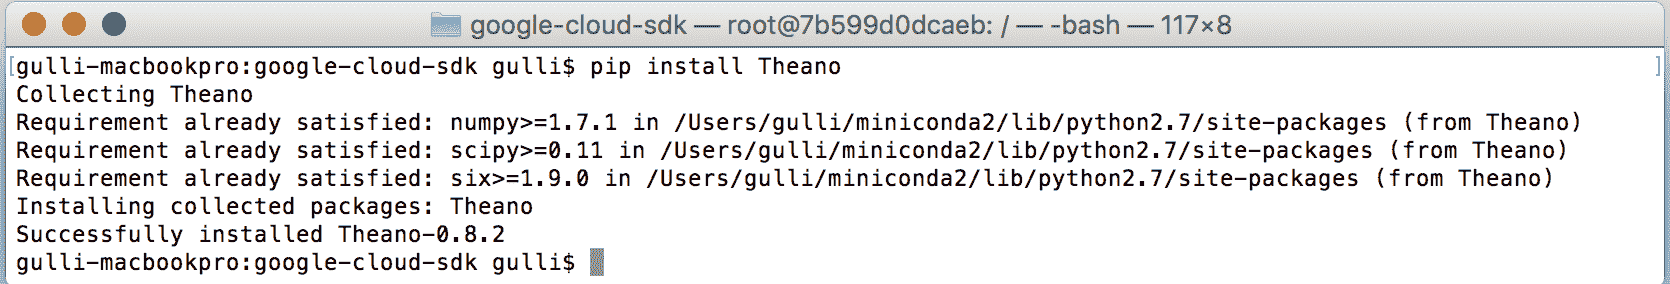 google-cloud-sdk — root@7b599d0dcaeb: / — -bash — 117×8
[gulli-macbookpro:google-cloud-sdk gulli$ pip install Theano ]
Collecting Theano
Requirement already satisfied: numpy>=1.7.1 in /Users/gulli/miniconda2/lib/python2.7/site-packages (from Theano)
Requirement already satisfied: scipy>=0.11 in /Users/gulli/miniconda2/lib/python2.7/site-packages (from Theano)
Requirement already satisfied: six>=1.9.0 in /Users/gulli/miniconda2/lib/python2.7/site-packages (from Theano)
Installing collected packages: Theano
Successfully installed Theano-0.8.2
gulli-macbookpro:google-cloud-sdk gulli$